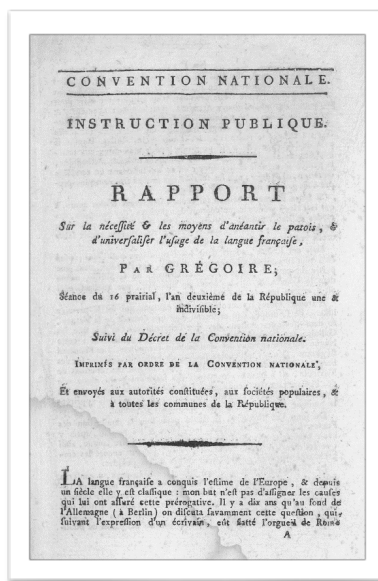 CONVENTION NATIONALE.
INSTRUCTION PUBLIQUE.
RAPPORT
Sur la néceſſité & les moyens d'anéantir le patois, &
d'univerſaliſer l'uſage de la langue françaiſe,
PAR GRÉGOIRE;
Séance du 16 prairial, l'an deuxième de la République une &
indiviſible;
Suivi du Décret de la Convention nationale.
IMPRIMÉS PAR ORDRE DE LA CONVENTION NATIONALE,
Et envoyés aux autorités conſtituées, aux ſociétés populaires, &
à toutes les communes de la République.
LA langue françaiſe a conquis l'eſtime de l'Europe, & depuis
un ſiècle elle y eſt claſſique : mon but n'eſt pas d'aſſigner les cauſes
qui lui ont aſſuré cette prérogative. Il y a dix ans qu'au fond de
l'Allemagne (à Berlin) on diſcuta ſavamment cette queſtion, qui,
ſuivant l'expreſſion d'un écrivain, eût flatté l'orgueil de Rome
A